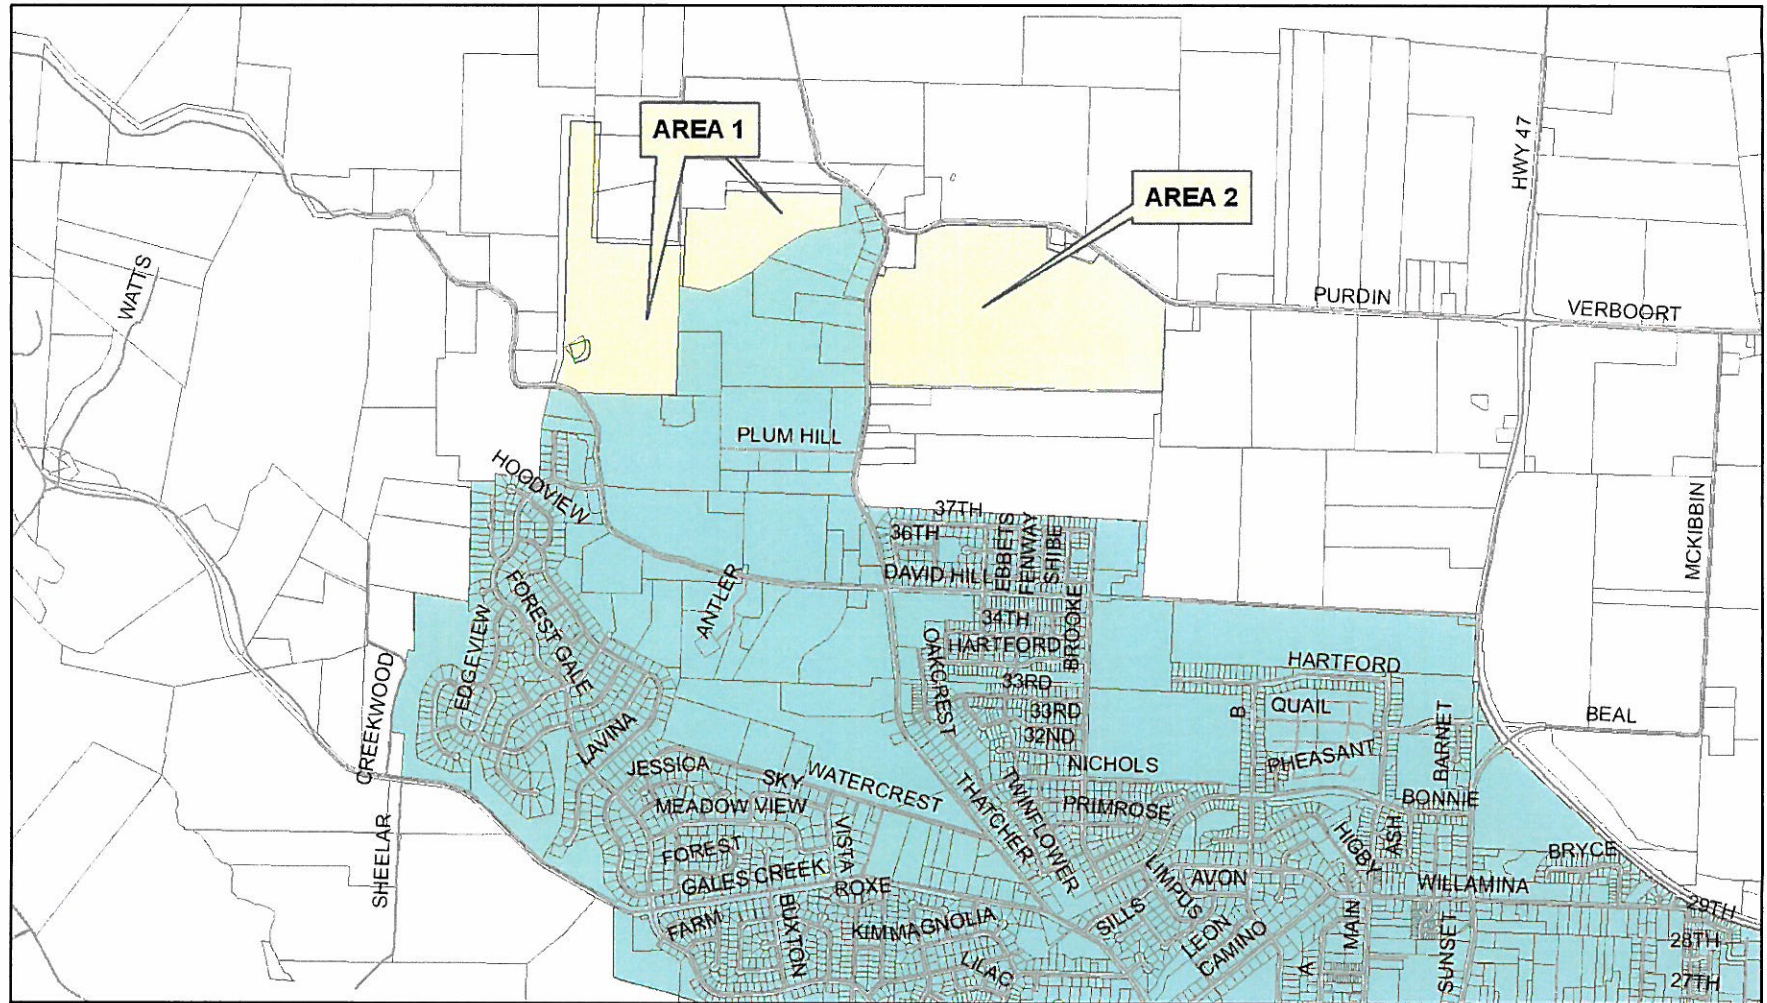 AREA 1
AREA 2
HWY 47
WATTS
PURDIN
VERBOORT
PLUM HILL
HOODVIEW
MCKIBBIN
37TH
36TH
EBBETS
FENWAY
SHIBE
DAVID HILL
ANTLER
FOREST GALE
EDGEVIEW
34TH
BROOKE
HARTFORD
OAKCREST
HARTFORD
33RD
CREEKWOOD
33RD
B
QUAIL
BARNET
BEAL
LAVINA
32ND
PHEASANT
JESSICA
SKY
WATERCREST
NICHOLS
MEADOW VIEW
THATCHER
TWINFLOWER
PRIMROSE
BONNIE
SHEELAR
VISTA
HIGBY
ASH
FOREST
BRYCE
GALES CREEK
ROXE
LIMPUS
AVON
WILLAMINA
BUXTON
FARM
KIM
MAGNOLIA
SILLS
LEON
CAMINO
MAIN
SUNSET
29TH
28TH
LILAC
A
27TH